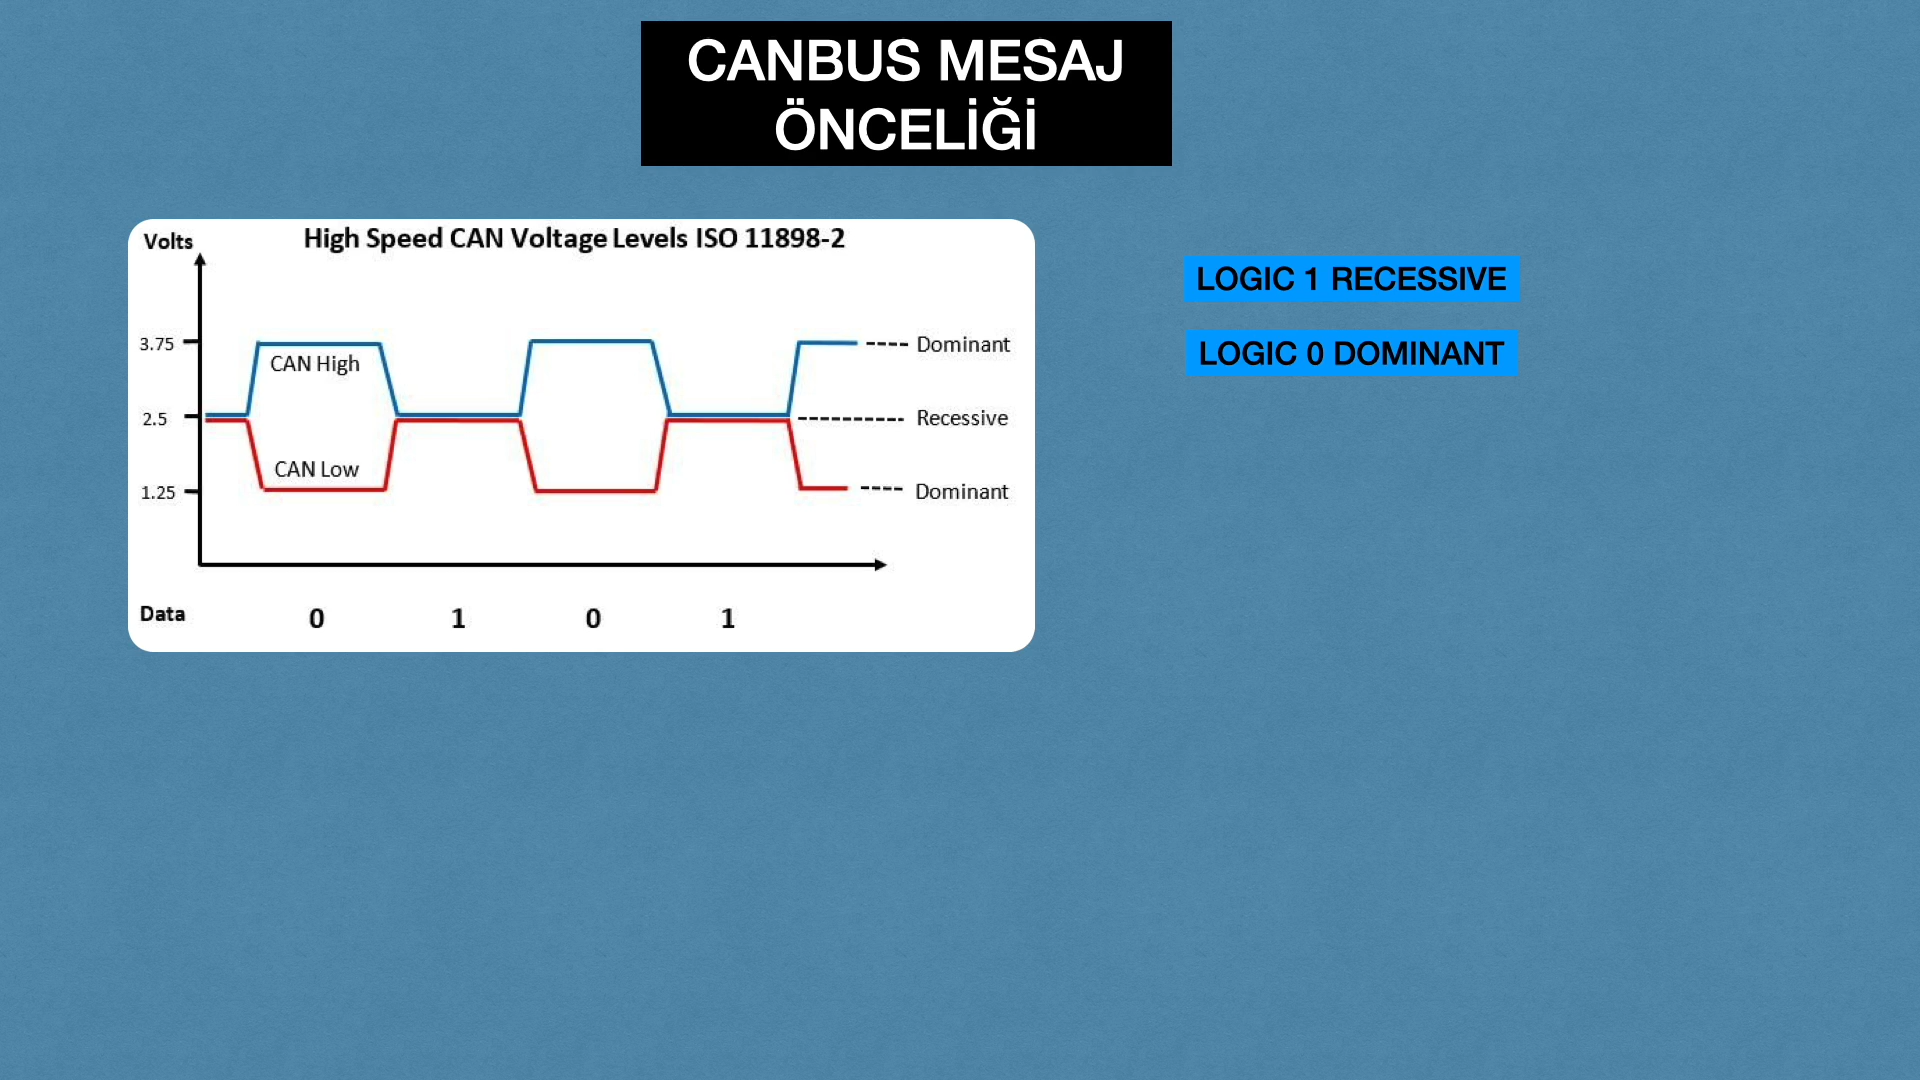 CANBUS MESAJ
ÖNCELİĞİ
High Speed CAN Voltage Levels ISO 11898-2
Volts
3.75
2.5
1.25
CAN High
CAN Low
Dominant
Recessive
Dominant
Data 0 1 0 1
LOGIC 1 RECESSIVE
LOGIC 0 DOMINANT